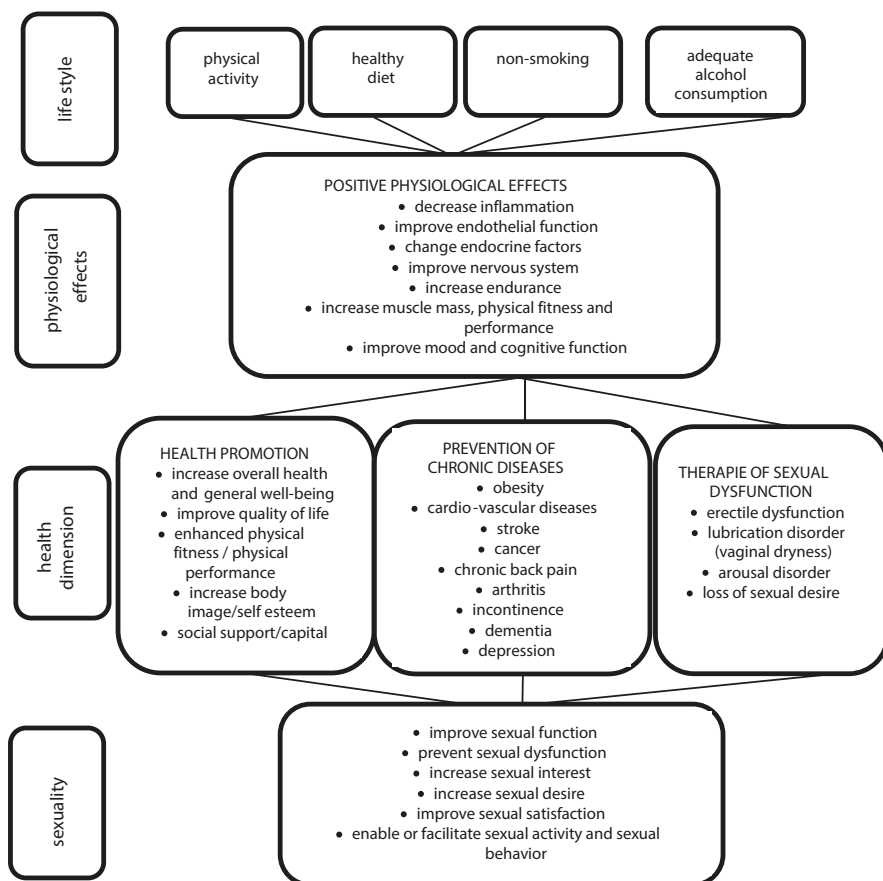 life style
physical
activity
healthy
diet
non-smoking
adequate
alcohol
consumption
physiological
effects
POSITIVE PHYSIOLOGICAL EFFECTS
• decrease inflammation
• improve endothelial function
• change endocrine factors
• improve nervous system
• increase endurance
• increase muscle mass, physical fitness and
performance
• improve mood and cognitive function
health
dimension
HEALTH PROMOTION
• increase overall health
and general well-being
• improve quality of life
• enhanced physical
fitness / physical
performance
• increase body
image/self esteem
• social support/capital
PREVENTION OF
CHRONIC DISEASES
• obesity
• cardio-vascular diseases
• stroke
• cancer
• chronic back pain
• arthritis
• incontinence
• dementia
• depression
THERAPIE OF SEXUAL
DYSFUNCTION
• erectile dysfunction
• lubrication disorder
(vaginal dryness)
• arousal disorder
• loss of sexual desire
sexuality
• improve sexual function
• prevent sexual dysfunction
• increase sexual interest
• increase sexual desire
• improve sexual satisfaction
• enable or facilitate sexual activity and sexual
behavior